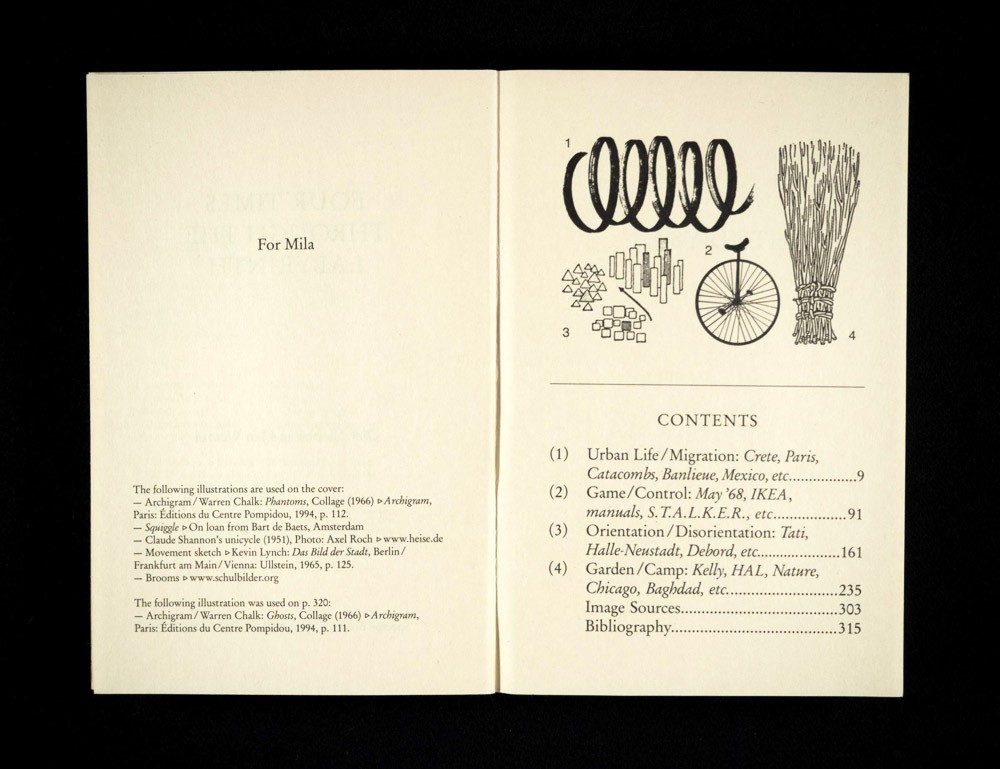 For Mila
The following illustrations are used on the cover:
— Archigram/Warren Chalk: Phantoms, Collage (1966) ▹ Archigram,
Paris: Éditions du Centre Pompidou, 1994, p. 112.
— Squiggle ▹ On loan from Bart de Baets, Amsterdam
— Claude Shannon's unicycle (1951), Photo: Axel Roch ▹ www.heise.de
— Movement sketch ▹ Kevin Lynch: Das Bild der Stadt, Berlin/
Frankfurt am Main/Vienna: Ullstein, 1965, p. 125.
— Brooms ▹ www.schulbilder.org
The following illustration was used on p. 320:
— Archigram/Warren Chalk: Ghosts, Collage (1966) ▹ Archigram,
Paris: Éditions du Centre Pompidou, 1994, p. 111.
1
2
3
4
CONTENTS
(1) Urban Life/Migration: Crete, Paris,
Catacombs, Banlieue, Mexico, etc...............9
(2) Game/Control: May '68, IKEA,
manuals, S.T.A.L.K.E.R., etc.................91
(3) Orientation/Disorientation: Tati,
Halle-Neustadt, Debord, etc.................161
(4) Garden/Camp: Kelly, HAL, Nature,
Chicago, Baghdad, etc.......................235
Image Sources.................................303
Bibliography...................................315